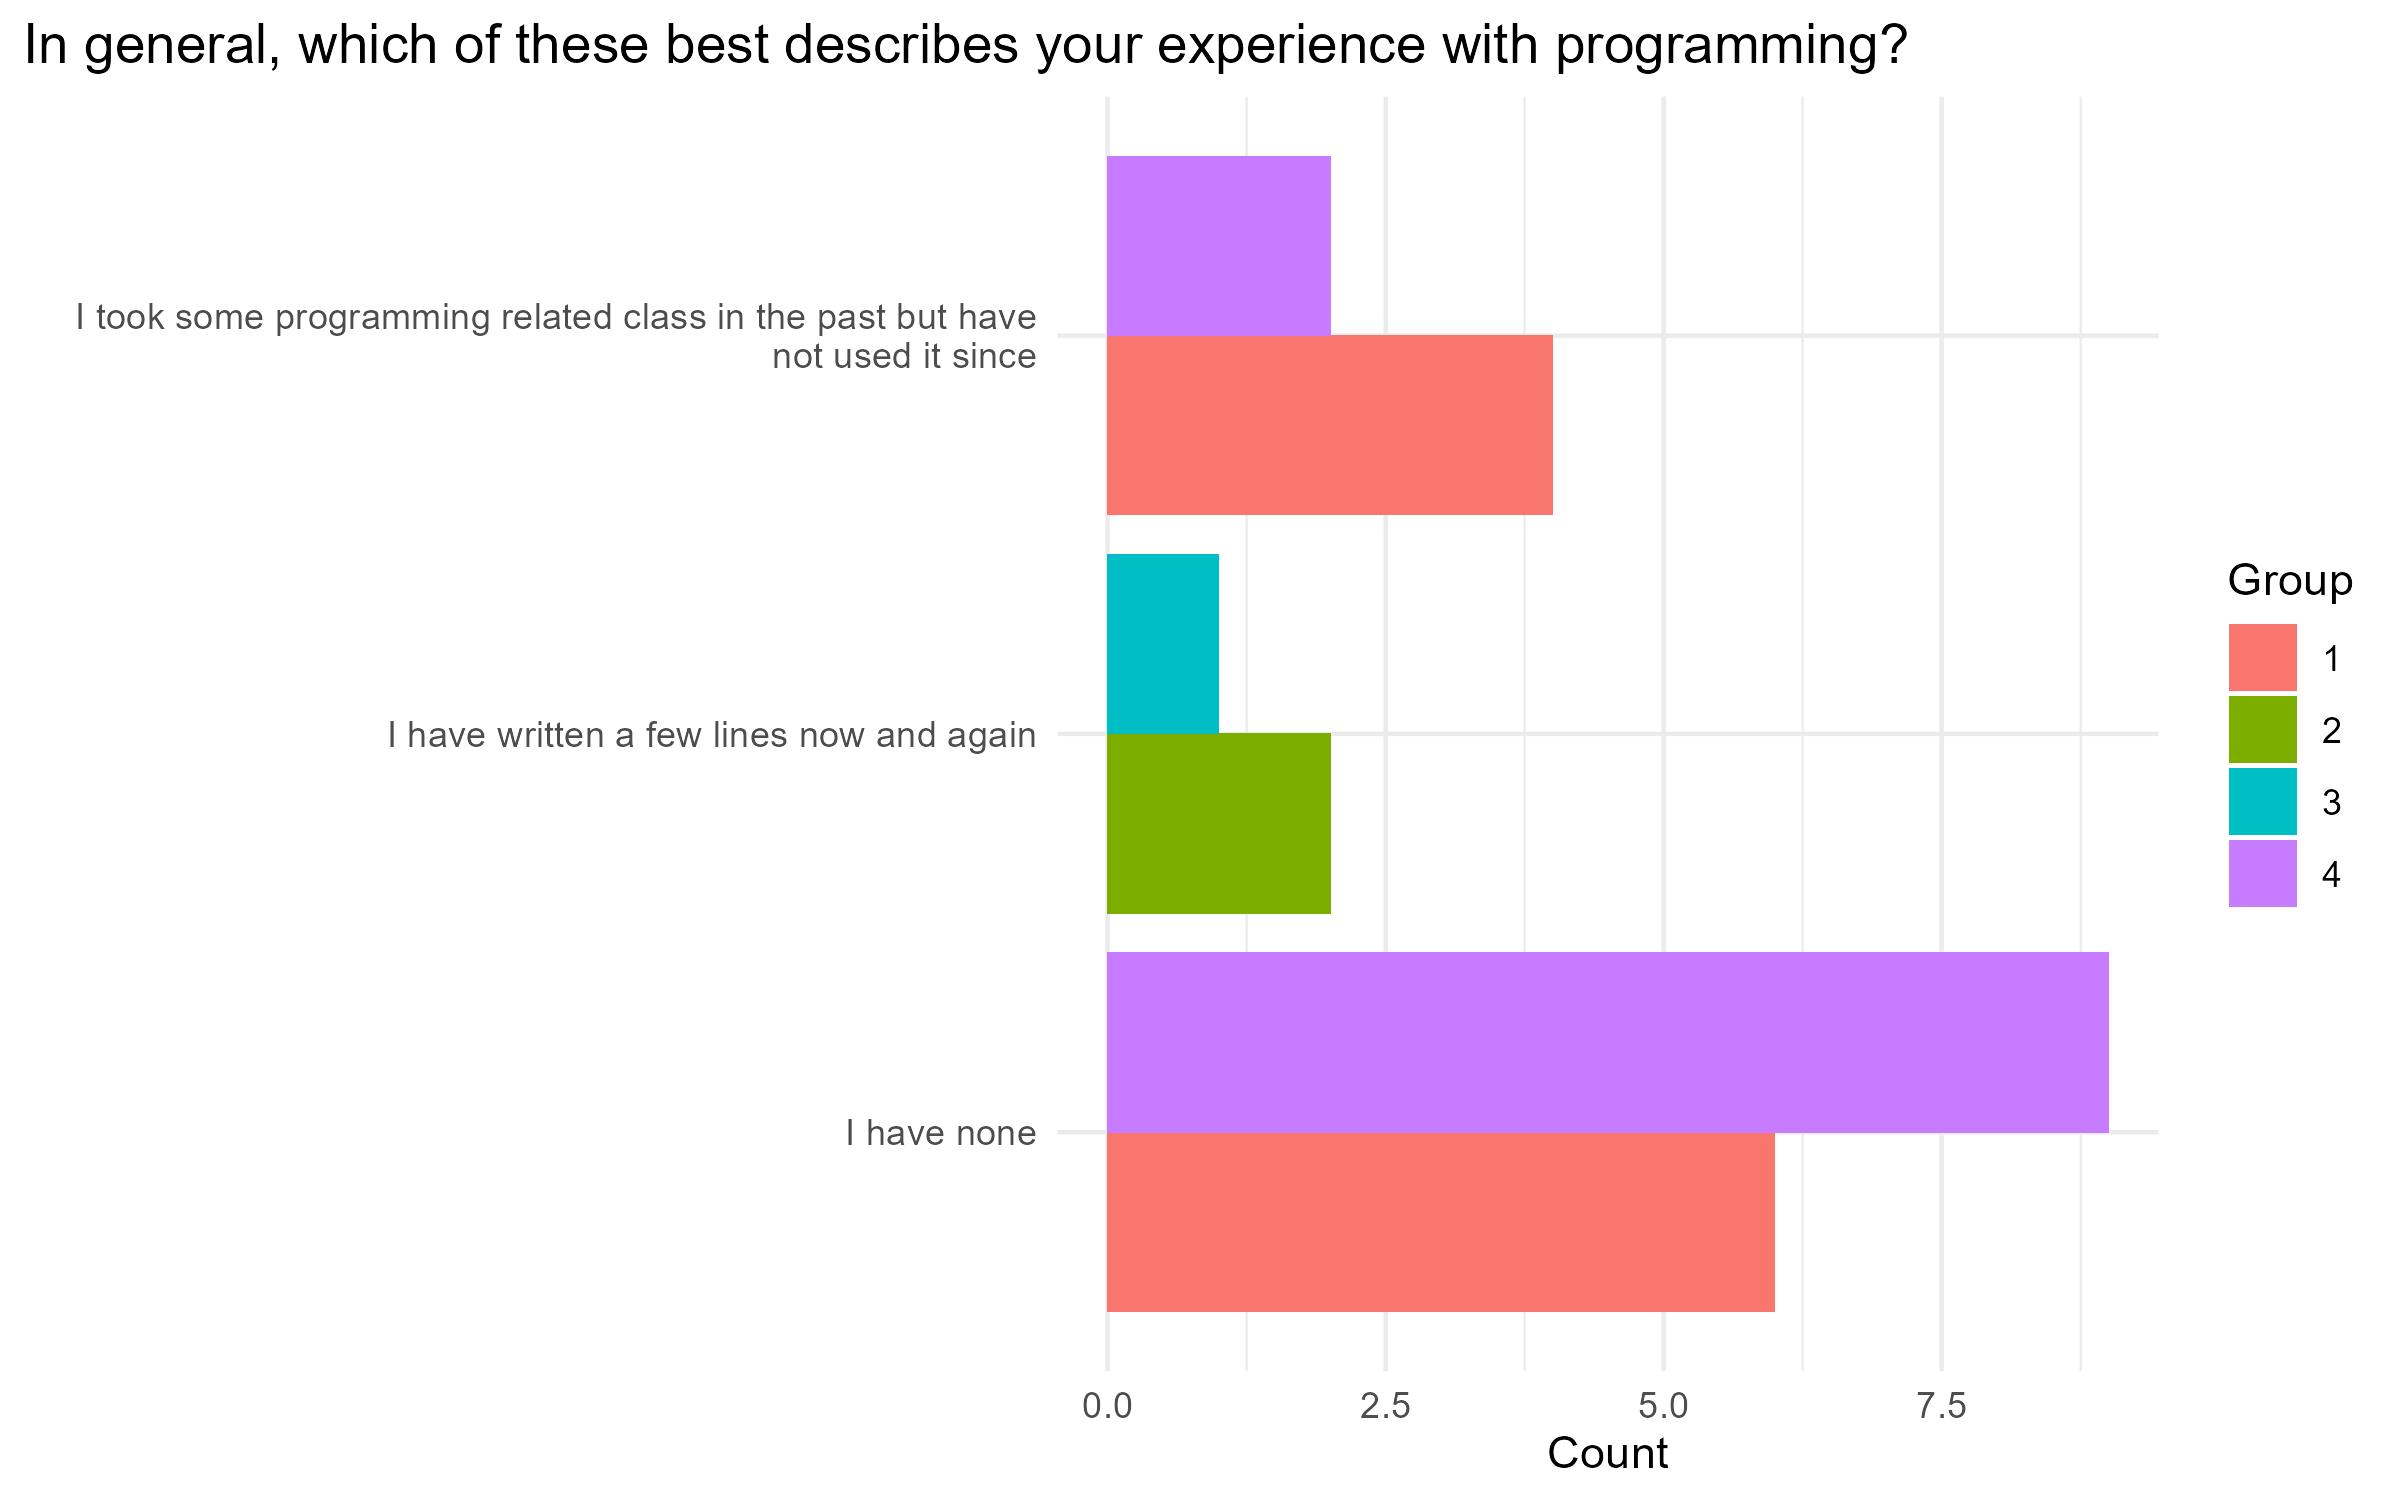 In general, which of these best describes your experience with programming?
I took some programming related class in the past but have
not used it since
I have written a few lines now and again
I have none
0.0
2.5
5.0
7.5
Count
Group
1
2
3
4